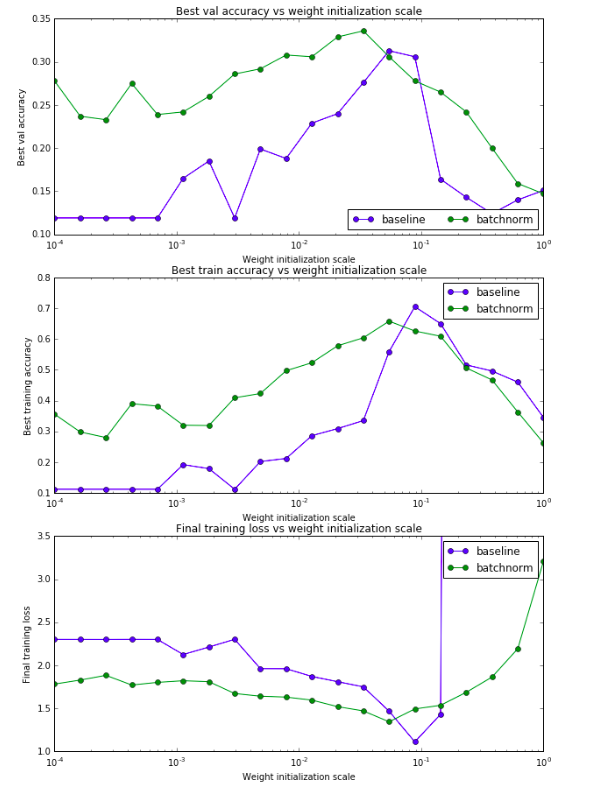 Best val accuracy vs weight initialization scale
0.35
0.30
0.25
0.20
0.15
0.10
Best val accuracy
baseline
batchnorm
10^-4
10^-3
10^-2
10^-1
10^0
Weight initialization scale
Best train accuracy vs weight initialization scale
0.8
0.7
0.6
0.5
0.4
0.3
0.2
0.1
Best training accuracy
baseline
batchnorm
10^-4
10^-3
10^-2
10^-1
10^0
Weight initialization scale
Final training loss vs weight initialization scale
3.5
3.0
2.5
2.0
1.5
1.0
Final training loss
baseline
batchnorm
10^-4
10^-3
10^-2
10^-1
10^0
Weight initialization scale